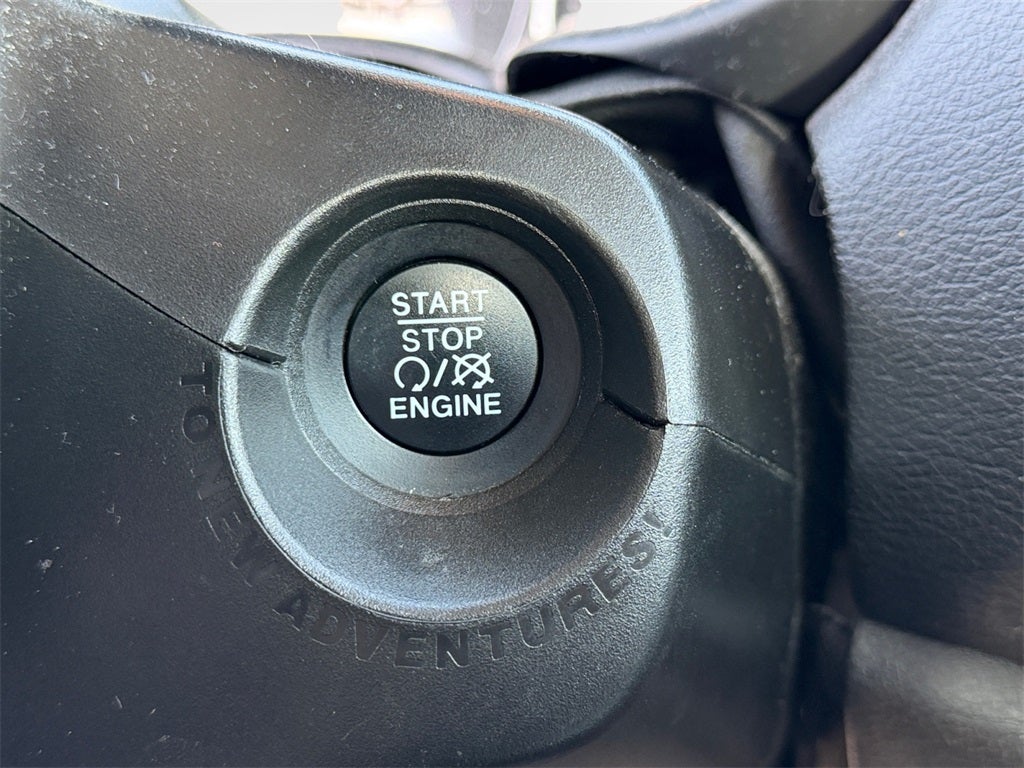 START
STOP
/
ENGINE
TO NEW ADVENTURES!